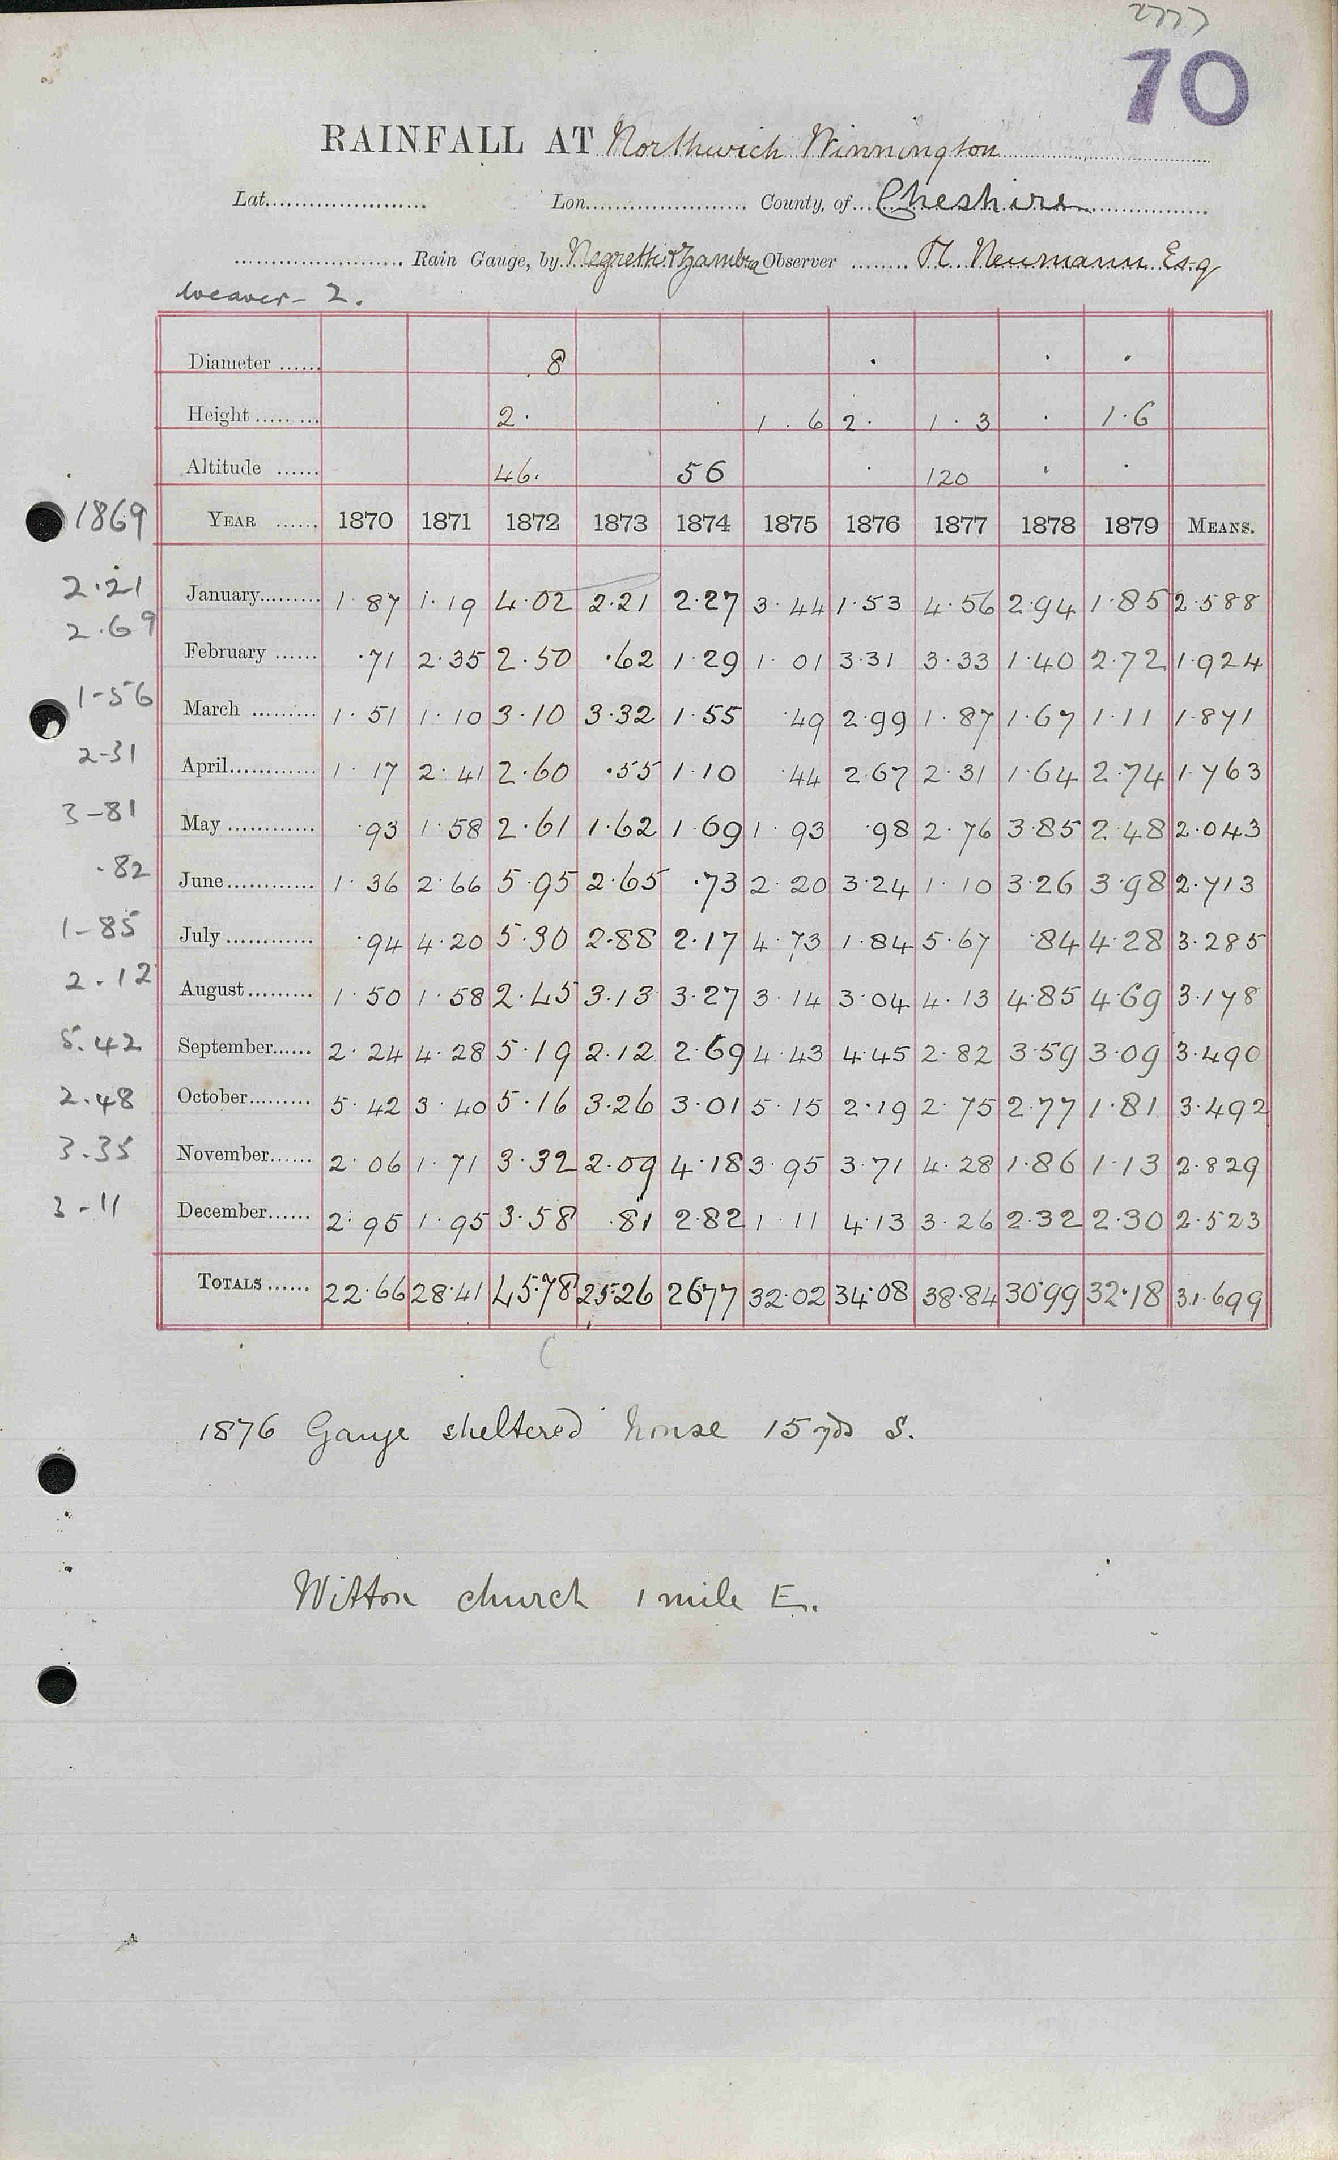 2777
70
RAINFALL AT Northwich Winnington
Lat. Lon. County of Cheshire
Rain Gauge, by Negretti & Zambra Observer H. Neumann Esq
Weaver - 2.
Diameter 8
Height 2. 1.6 2. 1.3 1.6
Altitude 46. 56 120
1869 YEAR 1870 1871 1872 1873 1874 1875 1876 1877 1878 1879 MEANS.
2.21 January 1.87 1.19 4.02 2.21 2.27 3.44 1.53 4.56 2.94 1.85 2.588
2.69 February .71 2.35 2.50 .62 1.29 1.01 3.31 3.33 1.40 2.72 1.924
1-56 March 1.51 1.10 3.10 3.32 1.55 .49 2.99 1.87 1.67 1.11 1.871
2-31 April 1.17 2.41 2.60 .55 1.10 .44 2.67 2.31 1.64 2.74 1.763
3-81 May .93 1.58 2.61 1.62 1.69 1.93 .98 2.76 3.85 2.48 2.043
.82 June 1.36 2.66 5.95 2.65 .73 2.20 3.24 1.10 3.26 3.98 2.713
1-85 July .94 4.20 5.30 2.88 2.17 4.73 1.84 5.67 .84 4.28 3.285
2.12 August 1.50 1.58 2.45 3.13 3.27 3.14 3.04 4.13 4.85 4.69 3.178
5.42 September 2.24 4.28 5.19 2.12 2.69 4.43 4.45 2.82 3.59 3.09 3.490
2.48 October 5.42 3.40 5.16 3.26 3.01 5.15 2.19 2.75 2.77 1.81 3.492
3.35 November 2.06 1.71 3.32 2.09 4.18 3.95 3.71 4.28 1.86 1.13 2.829
3-11 December 2.95 1.95 3.58 .81 2.82 1.11 4.13 3.26 2.32 2.30 2.523
TOTALS 22.66 28.41 45.78 25.26 26.77 32.02 34.08 38.84 30.99 32.18 31.699
1876 Gauge sheltered house 15 yds S.
Witton church 1 mile E.